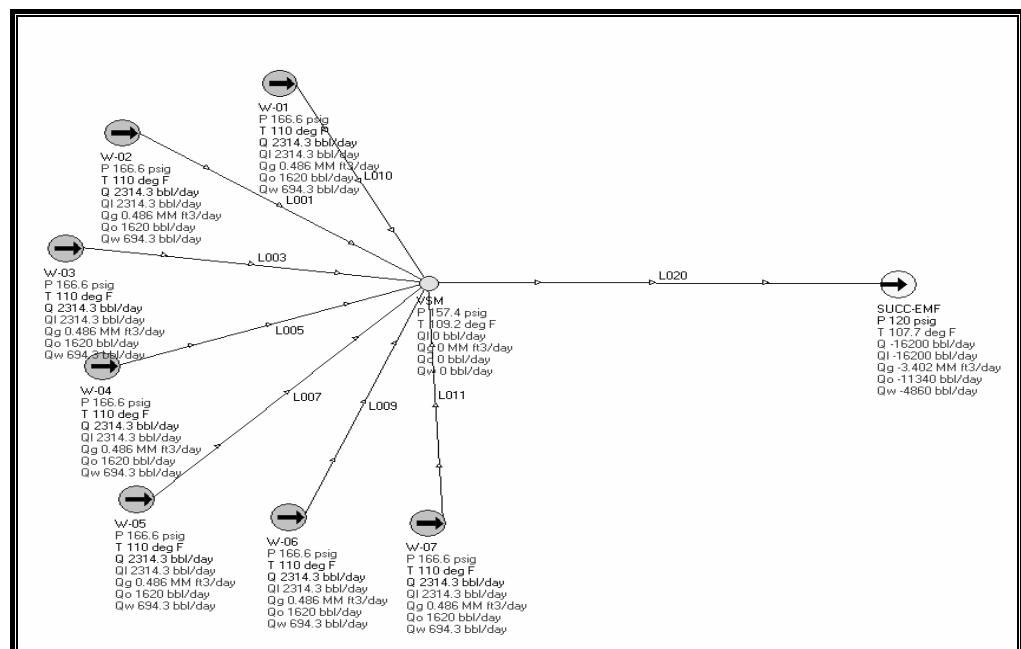 W-01
P 166.6 psig
T 110 deg F
Q 2314.3 bbl/day
Ql 2314.3 bbl/day
Qg 0.486 MM ft3/day
Qo 1620 bbl/day
Qw 694.3 bbl/day
L010
W-02
P 166.6 psig
T 110 deg F
Q 2314.3 bbl/day
Ql 2314.3 bbl/day
Qg 0.486 MM ft3/day
Qo 1620 bbl/day
Qw 694.3 bbl/day
L001
W-03
P 166.6 psig
T 110 deg F
Q 2314.3 bbl/day
Ql 2314.3 bbl/day
Qg 0.486 MM ft3/day
Qo 1620 bbl/day
Qw 694.3 bbl/day
L003
L020
VSM
P 157.4 psig
T 109.2 deg F
Ql 0 bbl/day
Qg 0 MM ft3/day
Qo 0 bbl/day
Qw 0 bbl/day
SUCC-EMF
P 120 psig
T 107.7 deg F
Q -16200 bbl/day
Ql -16200 bbl/day
Qg -3.402 MM ft3/day
Qo -11340 bbl/day
Qw -4860 bbl/day
L005
W-04
P 166.6 psig
T 110 deg F
Q 2314.3 bbl/day
Ql 2314.3 bbl/day
Qg 0.486 MM ft3/day
Qo 1620 bbl/day
Qw 694.3 bbl/day
L007
L009
L011
W-05
P 166.6 psig
T 110 deg F
Q 2314.3 bbl/day
Ql 2314.3 bbl/day
Qg 0.486 MM ft3/day
Qo 1620 bbl/day
Qw 694.3 bbl/day
W-06
P 166.6 psig
T 110 deg F
Q 2314.3 bbl/day
Ql 2314.3 bbl/day
Qg 0.486 MM ft3/day
Qo 1620 bbl/day
Qw 694.3 bbl/day
W-07
P 166.6 psig
T 110 deg F
Q 2314.3 bbl/day
Ql 2314.3 bbl/day
Qg 0.486 MM ft3/day
Qo 1620 bbl/day
Qw 694.3 bbl/day